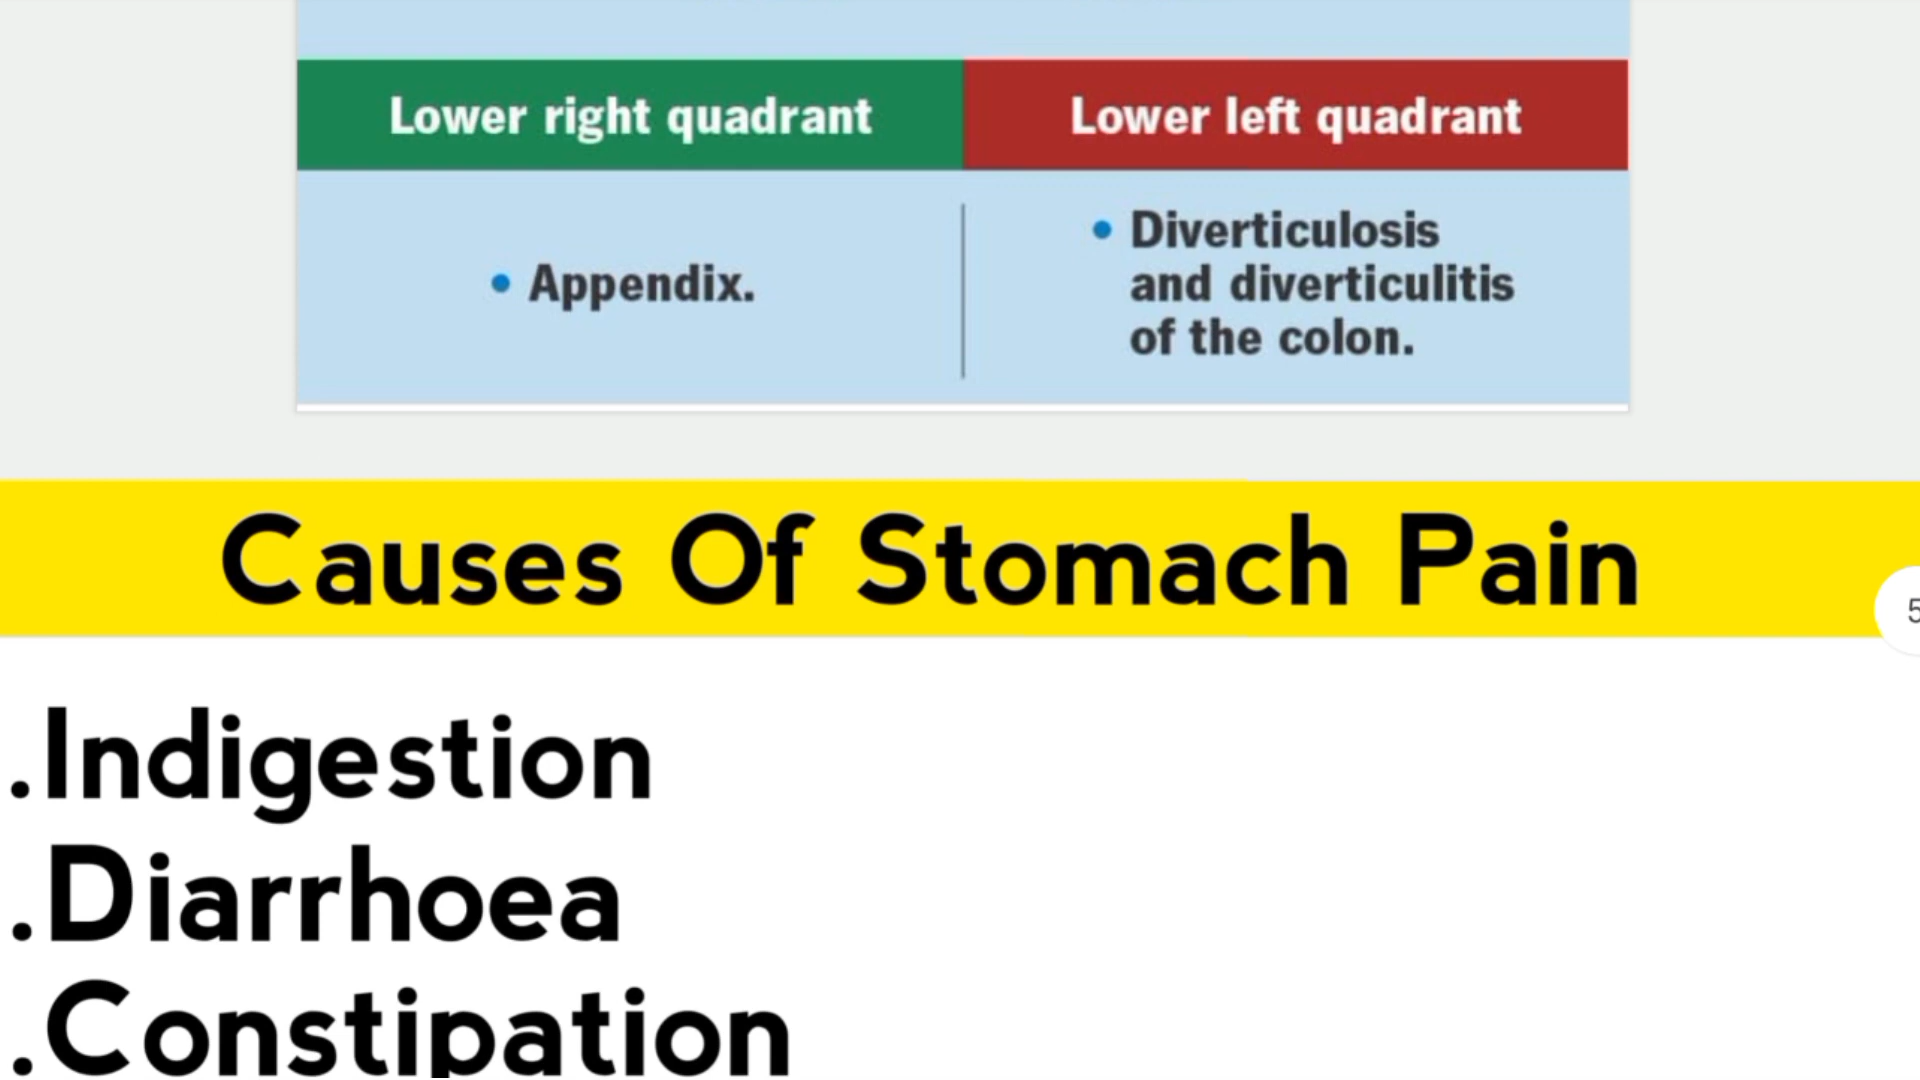 Lower right quadrant
Lower left quadrant
• Appendix.
• Diverticulosis
and diverticulitis
of the colon.
Causes Of Stomach Pain
5
.Indigestion
.Diarrhoea
.Constipation